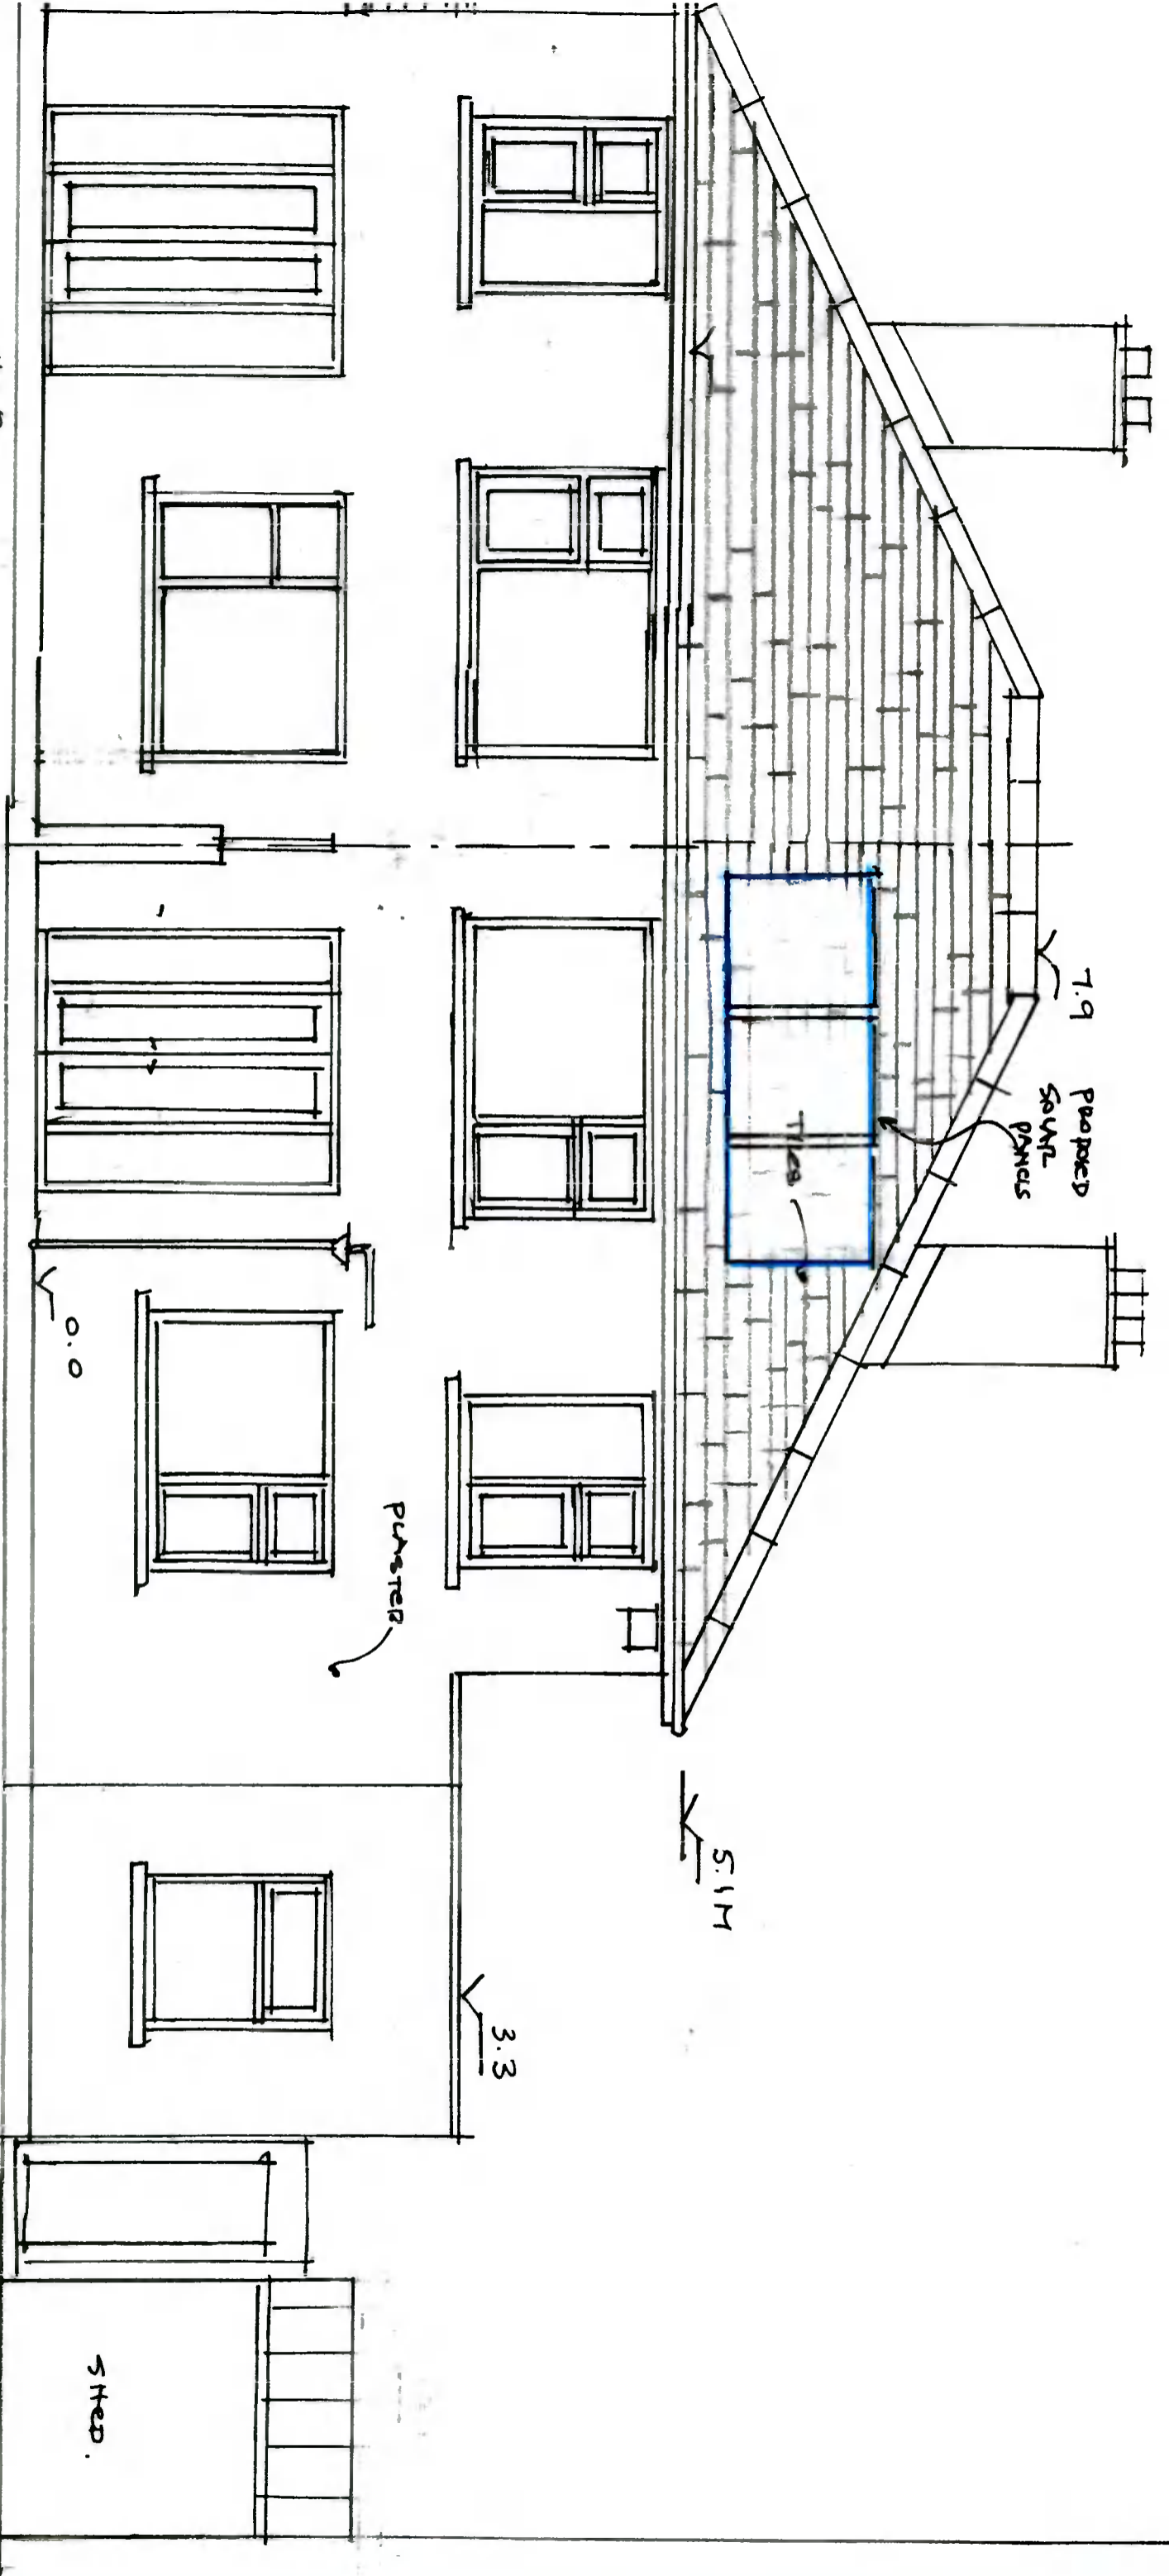 7.9
PROPOSED
SOLAR
PANELS
TILES
5.1M
3.3
PLASTER
0.0
SHED.